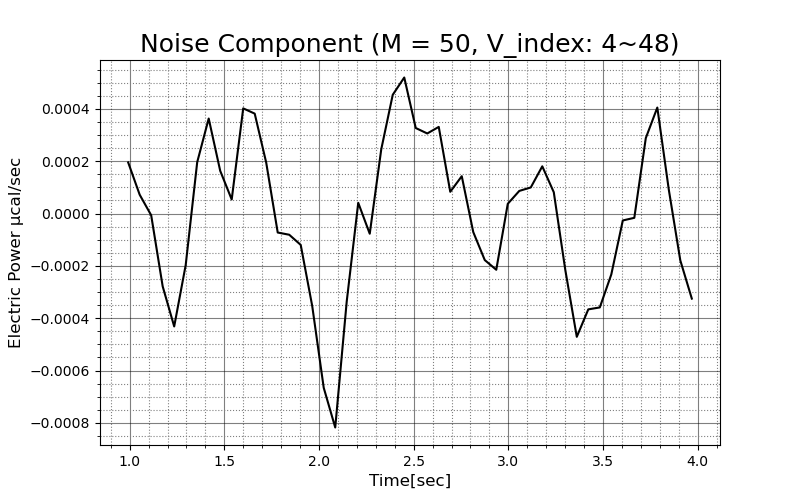 Noise Component (M = 50, V_index: 4~48)
Electric Power μcal/sec
0.0004
0.0002
0.0000
−0.0002
−0.0004
−0.0006
−0.0008
1.0 1.5 2.0 2.5 3.0 3.5 4.0
Time[sec]